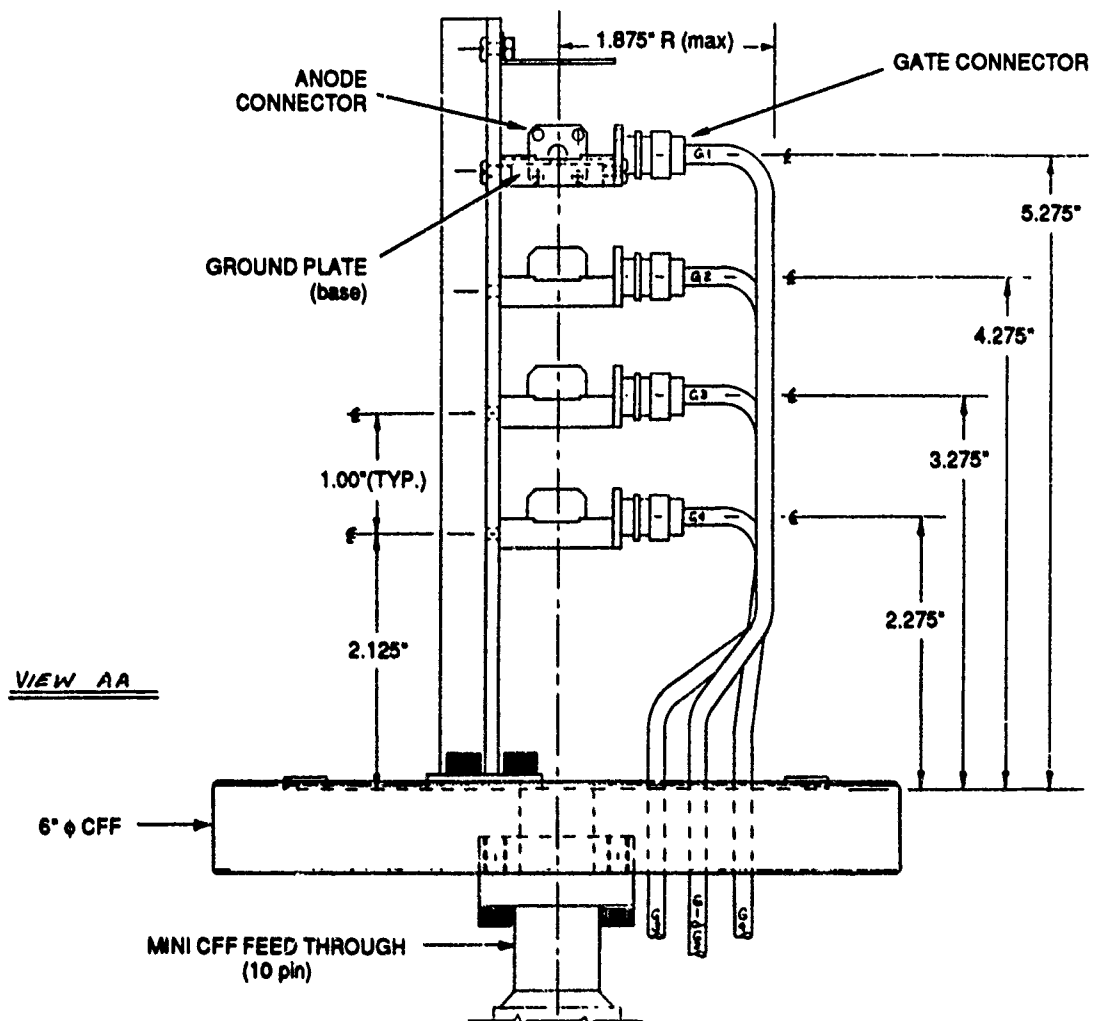 1.875" R (max)
GATE CONNECTOR
ANODE
CONNECTOR
G1
5.275"
GROUND PLATE
(base)
G2
4.275"
G3
3.275"
1.00"(TYP.)
G4
2.275"
2.125"
VIEW AA
6" φ CFF
MINI CFF FEED THROUGH
(10 pin)